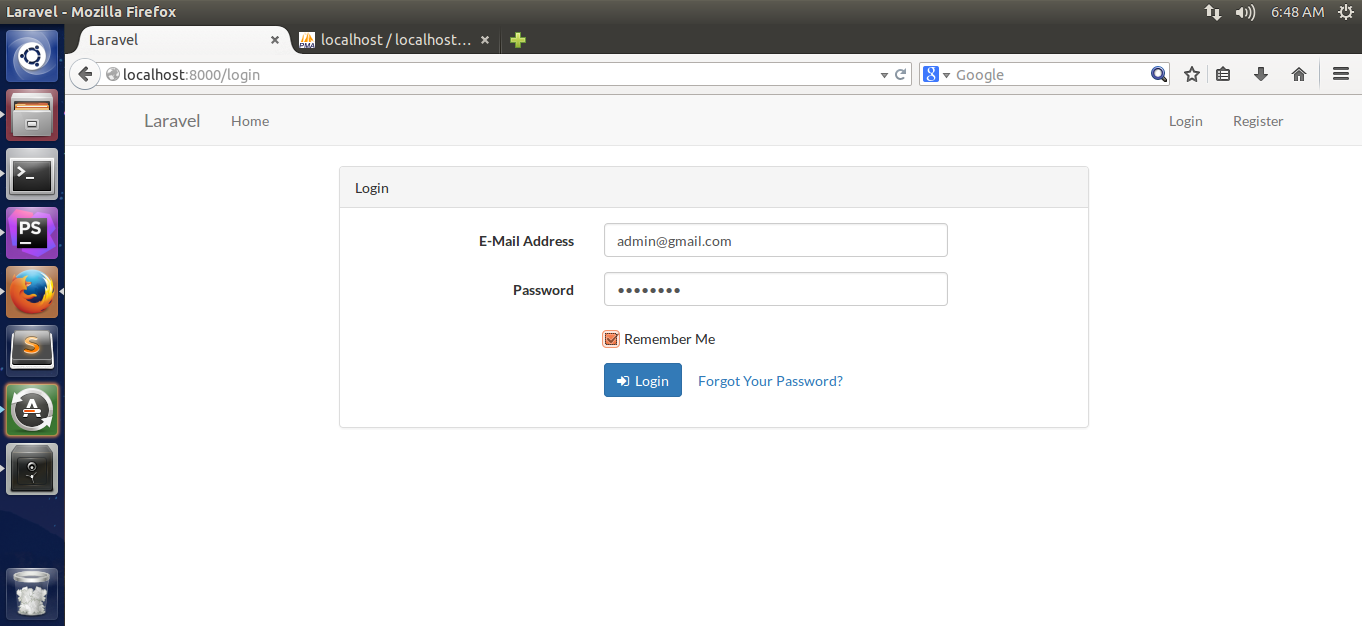 Laravel - Mozilla Firefox
6:48 AM
Laravel
localhost / localhost...
localhost:8000/login
Google
Laravel
Home
Login
Register
Login
E-Mail Address
admin@gmail.com
Password
Remember Me
Login
Forgot Your Password?